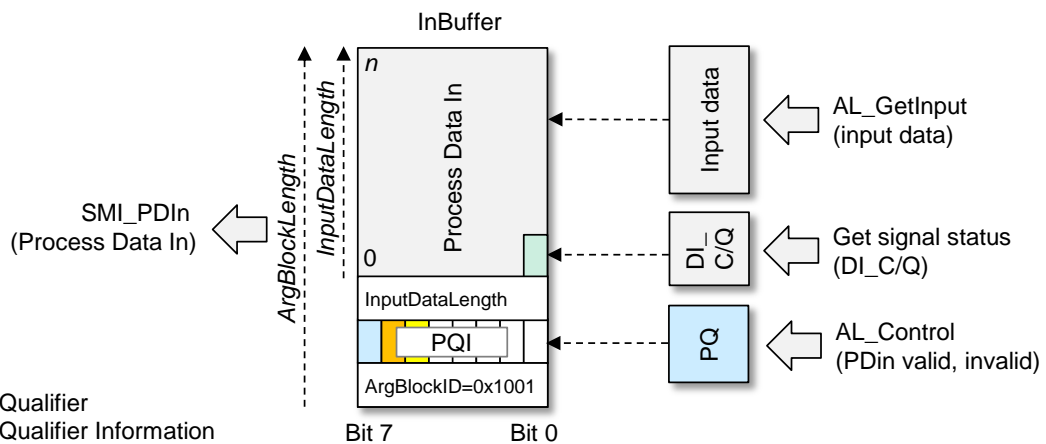 InBuffer
n
ArgBlockLength
InputDataLength
Process Data In
Input data
AL_GetInput
(input data)
SMI_PDIn
(Process Data In)
0
DI_
C/Q
Get signal status
(DI_C/Q)
InputDataLength
PQI
PQ
AL_Control
(PDin valid, invalid)
ArgBlockID=0x1001
Qualifier
Qualifier Information
Bit 7
Bit 0